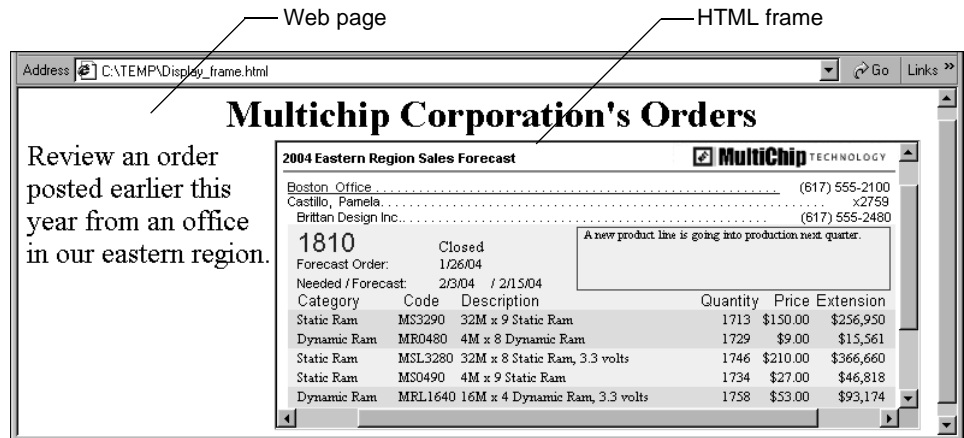 Web page HTML frame
Address C:\TEMP\Display_frame.html Go Links »
Multichip Corporation's Orders
Review an order
posted earlier this
year from an office
in our eastern region.
2004 Eastern Region Sales Forecast MultiChip TECHNOLOGY
Boston Office (617) 555-2100
Castillo, Pamela x2759
Brittan Design Inc. (617) 555-2480
1810 Closed A new product line is going into production next quarter.
Forecast Order: 1/26/04
Needed / Forecast: 2/3/04 / 2/15/04
Category Code Description Quantity Price Extension
Static Ram MS3290 32M x 9 Static Ram 1713 $150.00 $256,950
Dynamic Ram MR0480 4M x 8 Dynamic Ram 1729 $9.00 $15,561
Static Ram MSL3280 32M x 8 Static Ram, 3.3 volts 1746 $210.00 $366,660
Static Ram MS0490 4M x 9 Static Ram 1734 $27.00 $46,818
Dynamic Ram MRL1640 16M x 4 Dynamic Ram, 3.3 volts 1758 $53.00 $93,174